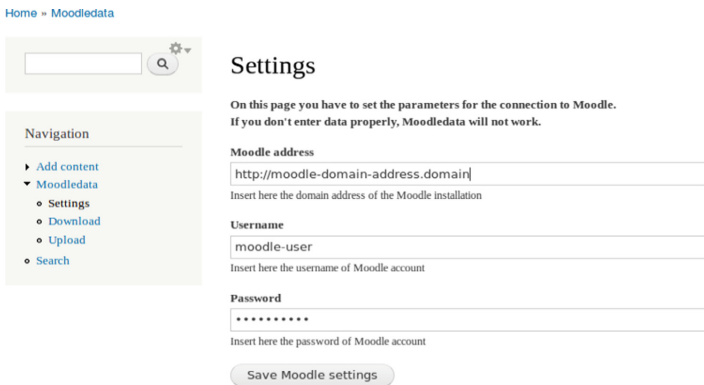 Home » Moodledata
Settings
On this page you have to set the parameters for the connection to Moodle.
If you don't enter data properly, Moodledata will not work.
Navigation
Add content
Moodledata
Settings
Download
Upload
Search
Moodle address
http://moodle-domain-address.domain
Insert here the domain address of the Moodle installation
Username
moodle-user
Insert here the username of Moodle account
Password
••••••••••
Insert here the password of Moodle account
Save Moodle settings